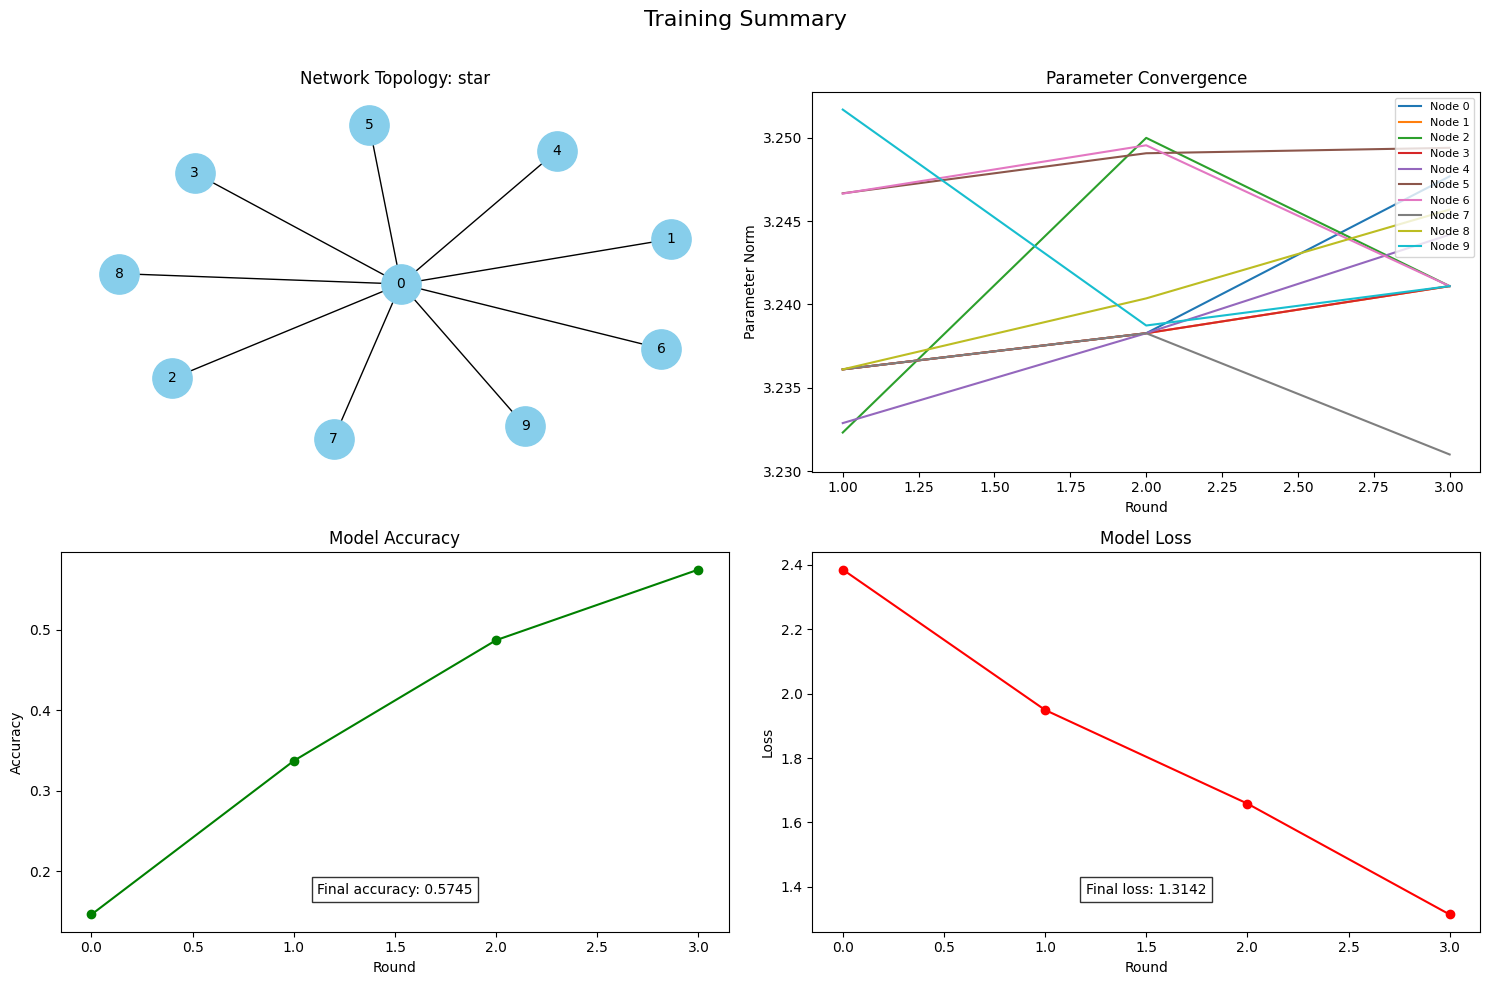 Training Summary
Network Topology: star
5
4
3
1
8
0
6
2
9
7
Parameter Convergence
Parameter Norm
3.250
3.245
3.240
3.235
3.230
Node 0
Node 1
Node 2
Node 3
Node 4
Node 5
Node 6
Node 7
Node 8
Node 9
1.00 1.25 1.50 1.75 2.00 2.25 2.50 2.75 3.00
Round
Model Accuracy
Accuracy
0.5
0.4
0.3
0.2
Final accuracy: 0.5745
0.0 0.5 1.0 1.5 2.0 2.5 3.0
Round
Model Loss
Loss
2.4
2.2
2.0
1.8
1.6
1.4
Final loss: 1.3142
0.0 0.5 1.0 1.5 2.0 2.5 3.0
Round